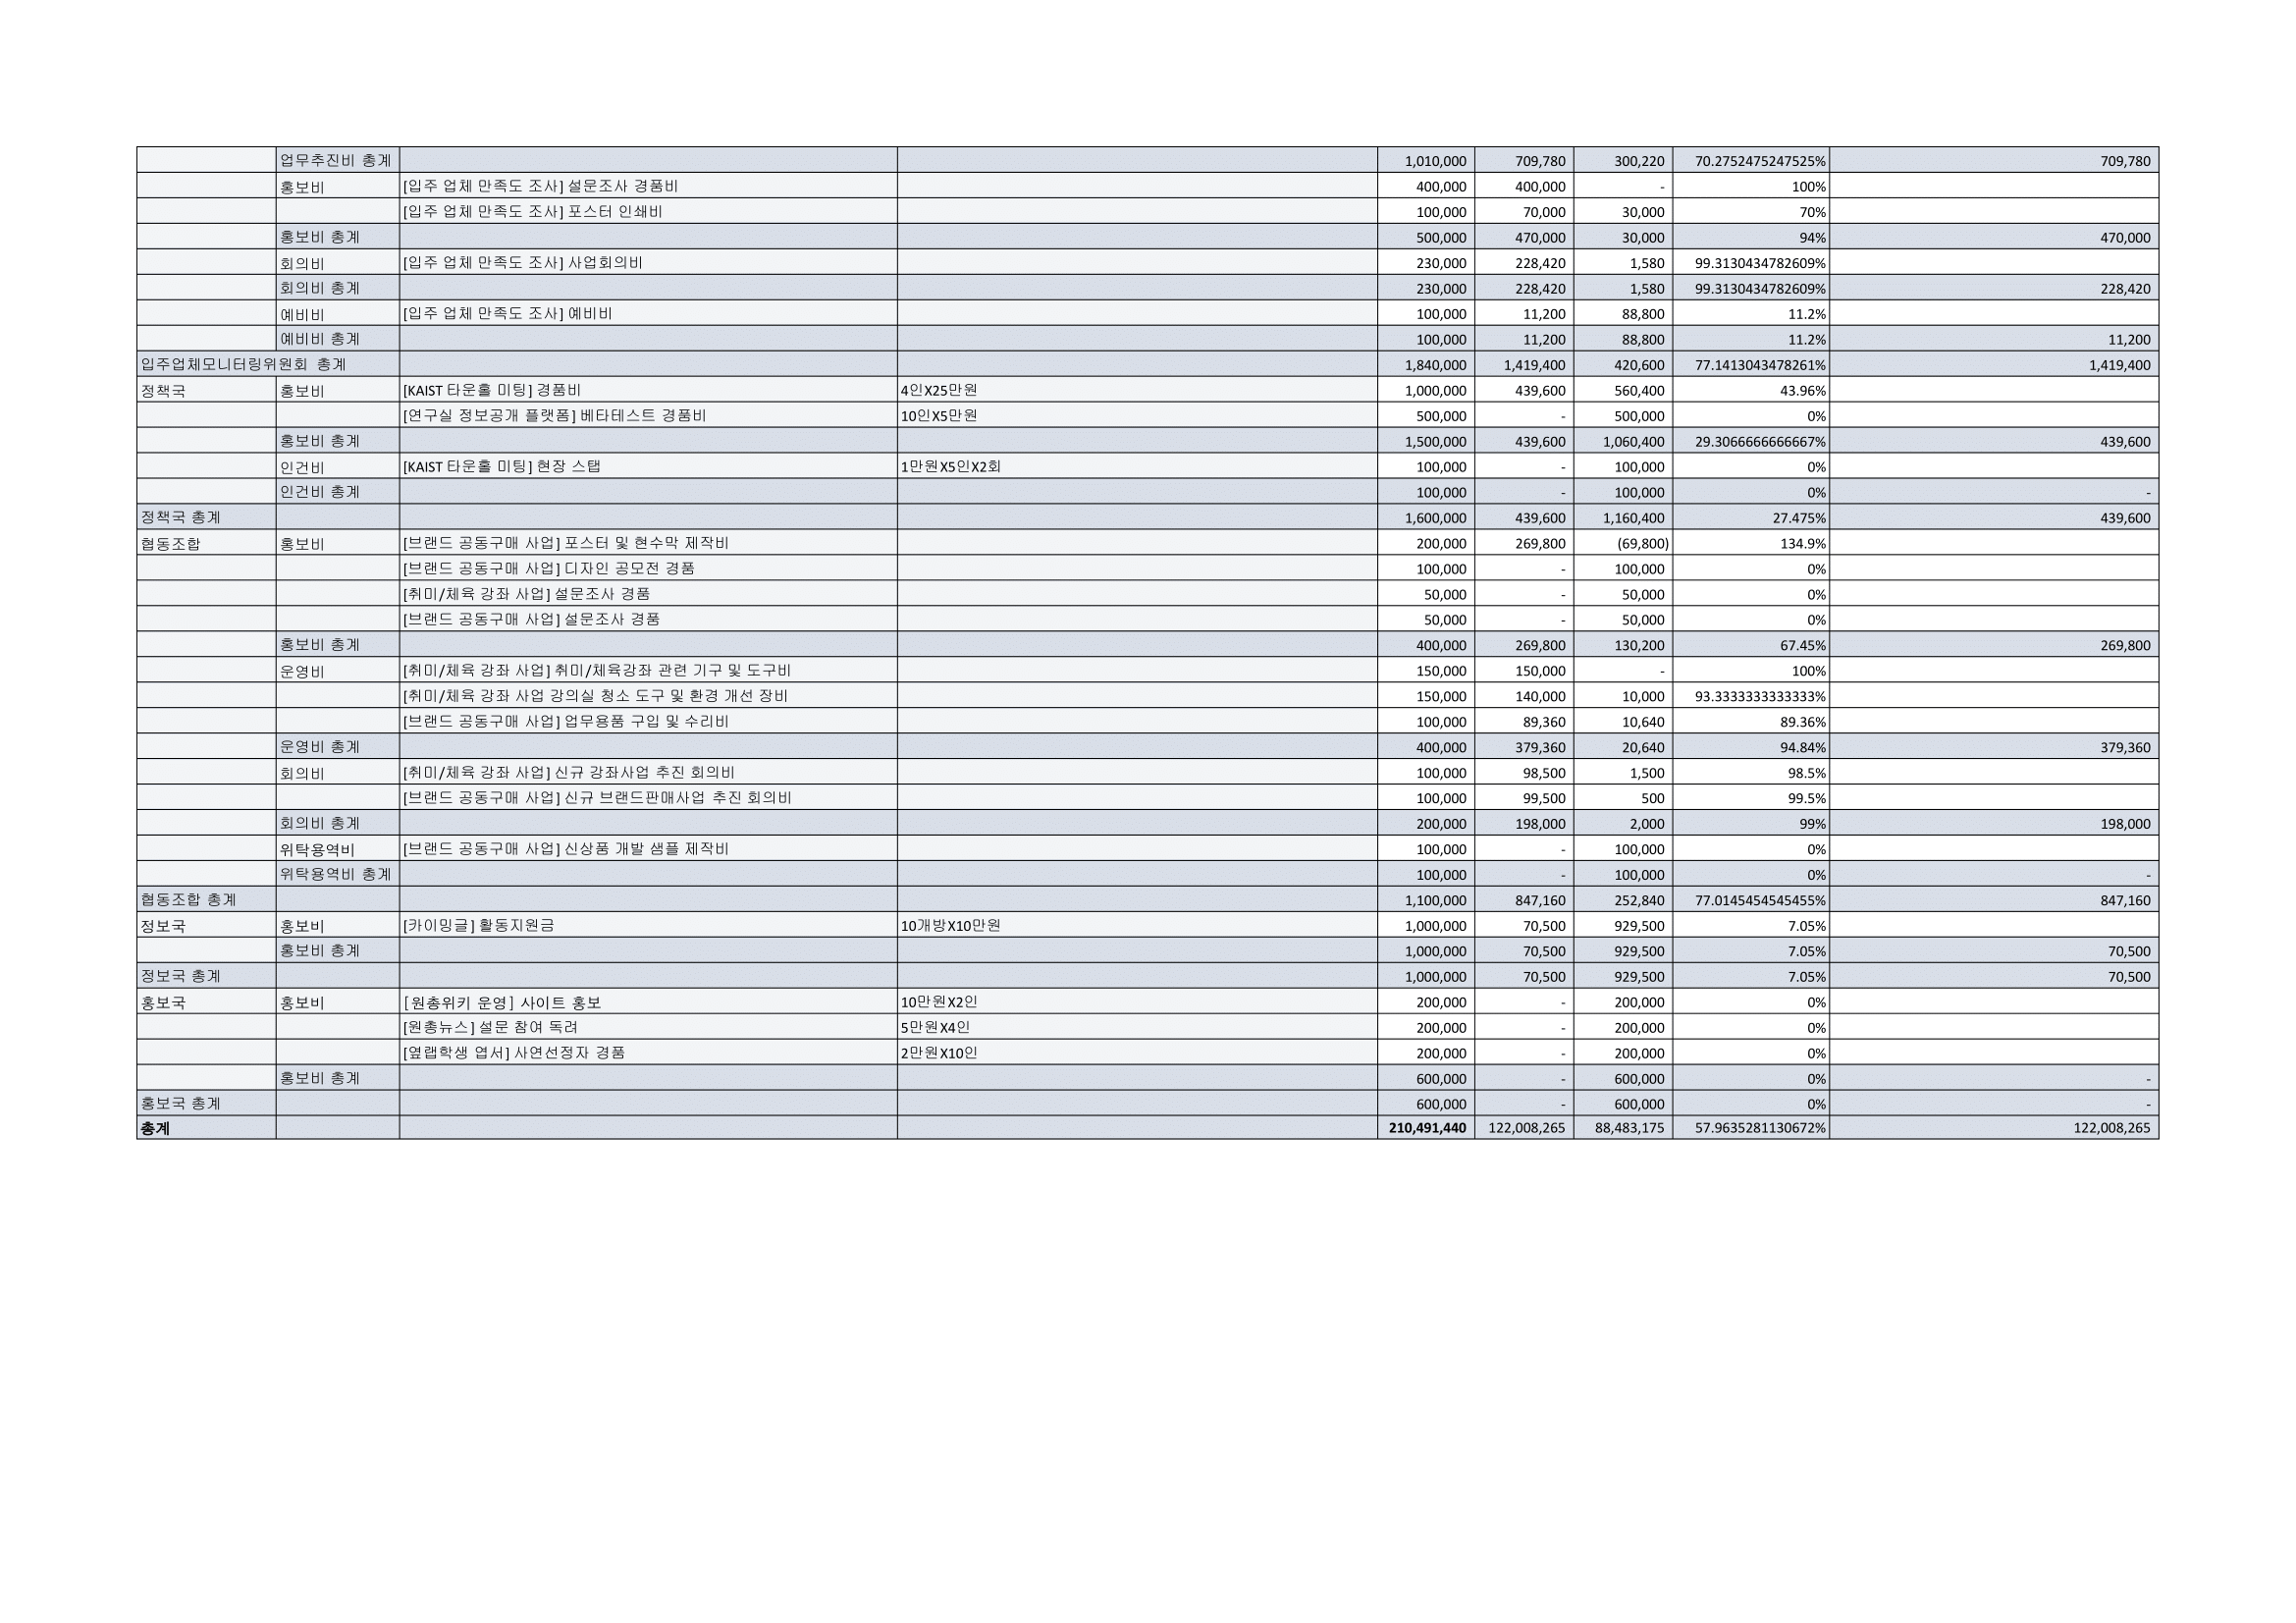 업무추진비 총계 1,010,000 709,780 300,220 70.2752475247525% 709,780
홍보비 [입주 업체 만족도 조사] 설문조사 경품비 400,000 400,000 - 100%
[입주 업체 만족도 조사] 포스터 인쇄비 100,000 70,000 30,000 70%
홍보비 총계 500,000 470,000 30,000 94% 470,000
회의비 [입주 업체 만족도 조사] 사업회의비 230,000 228,420 1,580 99.3130434782609%
회의비 총계 230,000 228,420 1,580 99.3130434782609% 228,420
예비비 [입주 업체 만족도 조사] 예비비 100,000 11,200 88,800 11.2%
예비비 총계 100,000 11,200 88,800 11.2% 11,200
입주업체모니터링위원회 총계 1,840,000 1,419,400 420,600 77.1413043478261% 1,419,400
정책국 홍보비 [KAIST 타운홀 미팅] 경품비 4인X25만원 1,000,000 439,600 560,400 43.96%
[연구실 정보공개 플랫폼] 베타테스트 경품비 10인X5만원 500,000 - 500,000 0%
홍보비 총계 1,500,000 439,600 1,060,400 29.3066666666667% 439,600
인건비 [KAIST 타운홀 미팅] 현장 스탭 1만원X5인X2회 100,000 - 100,000 0%
인건비 총계 100,000 - 100,000 0% -
정책국 총계 1,600,000 439,600 1,160,400 27.475% 439,600
협동조합 홍보비 [브랜드 공동구매 사업] 포스터 및 현수막 제작비 200,000 269,800 (69,800) 134.9%
[브랜드 공동구매 사업] 디자인 공모전 경품 100,000 - 100,000 0%
[취미/체육 강좌 사업] 설문조사 경품 50,000 - 50,000 0%
[브랜드 공동구매 사업] 설문조사 경품 50,000 - 50,000 0%
홍보비 총계 400,000 269,800 130,200 67.45% 269,800
운영비 [취미/체육 강좌 사업] 취미/체육강좌 관련 기구 및 도구비 150,000 150,000 - 100%
[취미/체육 강좌 사업 강의실 청소 도구 및 환경 개선 장비 150,000 140,000 10,000 93.3333333333333%
[브랜드 공동구매 사업] 업무용품 구입 및 수리비 100,000 89,360 10,640 89.36%
운영비 총계 400,000 379,360 20,640 94.84% 379,360
회의비 [취미/체육 강좌 사업] 신규 강좌사업 추진 회의비 100,000 98,500 1,500 98.5%
[브랜드 공동구매 사업] 신규 브랜드판매사업 추진 회의비 100,000 99,500 500 99.5%
회의비 총계 200,000 198,000 2,000 99% 198,000
위탁용역비 [브랜드 공동구매 사업] 신상품 개발 샘플 제작비 100,000 - 100,000 0%
위탁용역비 총계 100,000 - 100,000 0% -
협동조합 총계 1,100,000 847,160 252,840 77.0145454545455% 847,160
정보국 홍보비 [카이밍글] 활동지원금 10개방X10만원 1,000,000 70,500 929,500 7.05%
홍보비 총계 1,000,000 70,500 929,500 7.05% 70,500
정보국 총계 1,000,000 70,500 929,500 7.05% 70,500
홍보국 홍보비 [원총위키 운영] 사이트 홍보 10만원X2인 200,000 - 200,000 0%
[원총뉴스] 설문 참여 독려 5만원X4인 200,000 - 200,000 0%
[옆랩학생 엽서] 사연선정자 경품 2만원X10인 200,000 - 200,000 0%
홍보비 총계 600,000 - 600,000 0% -
홍보국 총계 600,000 - 600,000 0% -
총계 210,491,440 122,008,265 88,483,175 57.9635281130672% 122,008,265